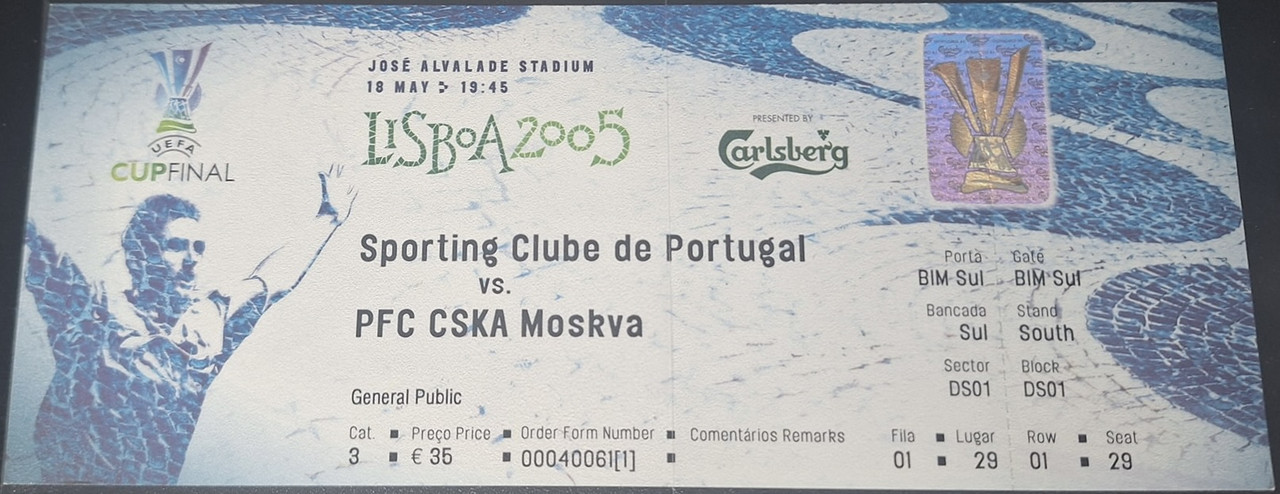 JOSÉ ALVALADE STADIUM
18 MAY 19:45
LISBOA 2005
UEFA
CUPFINAL
PRESENTED BY
Carlsberg
Sporting Clube de Portugal
vs.
PFC CSKA Moskva
Porta Gate
BIM Sul BIM Sul
Bancada Stand
Sul South
Sector Block
DS01 DS01
General Public
Cat. ■ Preço Price ■ Order Form Number ■ Comentários Remarks Fila ■ Lugar Row ■ Seat
3 ■ € 35 ■ 00040061[1] ■ 01 ■ 29 01 ■ 29